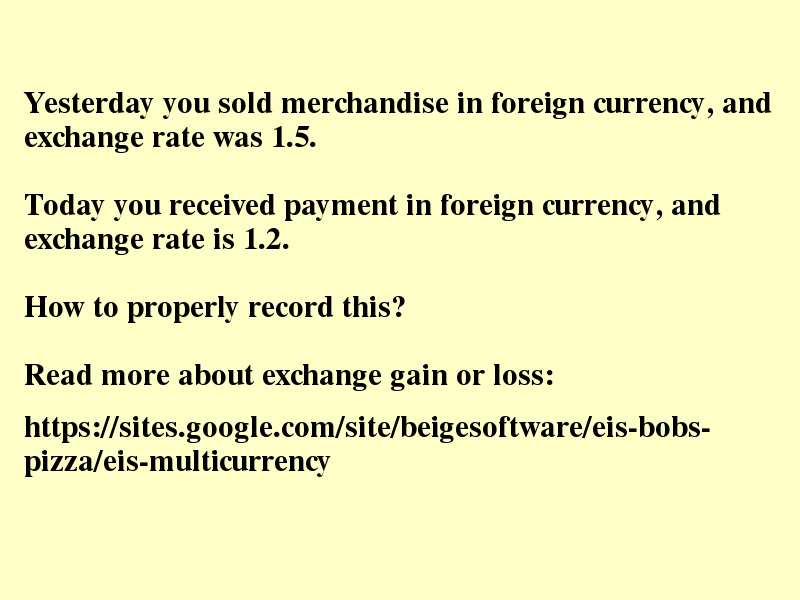 Yesterday you sold merchandise in foreign currency, and
exchange rate was 1.5.
Today you received payment in foreign currency, and
exchange rate is 1.2.
How to properly record this?
Read more about exchange gain or loss:
https://sites.google.com/site/beigesoftware/eis-bobs-
pizza/eis-multicurrency